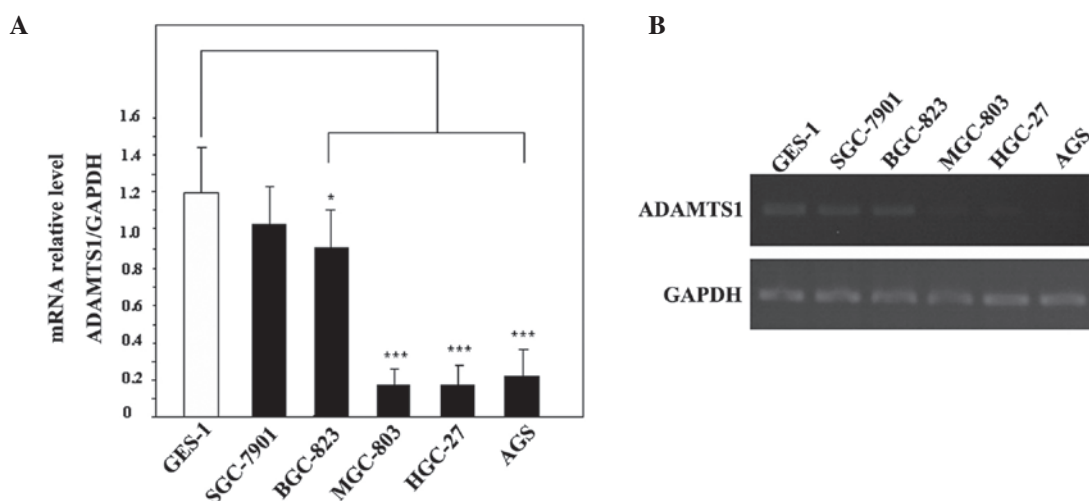 A
mRNA relative level
ADAMTS1/GAPDH
1.6
1.4
1.2
1.0
0.8
0.6
0.4
0.2
0
*
***
***
***
GES-1
SGC-7901
BGC-823
MGC-803
HGC-27
AGS
B
GES-1
SGC-7901
BGC-823
MGC-803
HGC-27
AGS
ADAMTS1
GAPDH